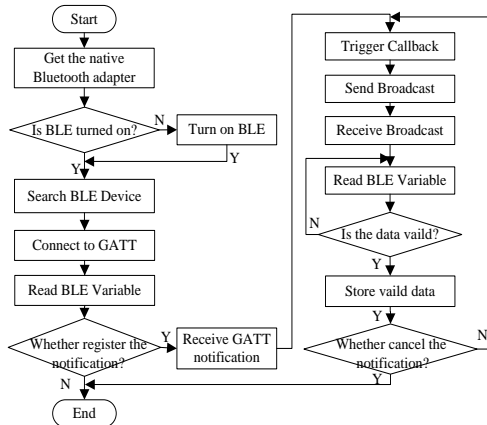 Start
Get the native
Bluetooth adapter
Is BLE turned on?
N
Turn on BLE
Y
Y
Search BLE Device
Connect to GATT
Read BLE Variable
Whether register the
notification?
Y
Receive GATT
notification
N
End
Trigger Callback
Send Broadcast
Receive Broadcast
Read BLE Variable
N
Is the data vaild?
Y
Store vaild data
Y
Whether cancel the
notification?
N
Y